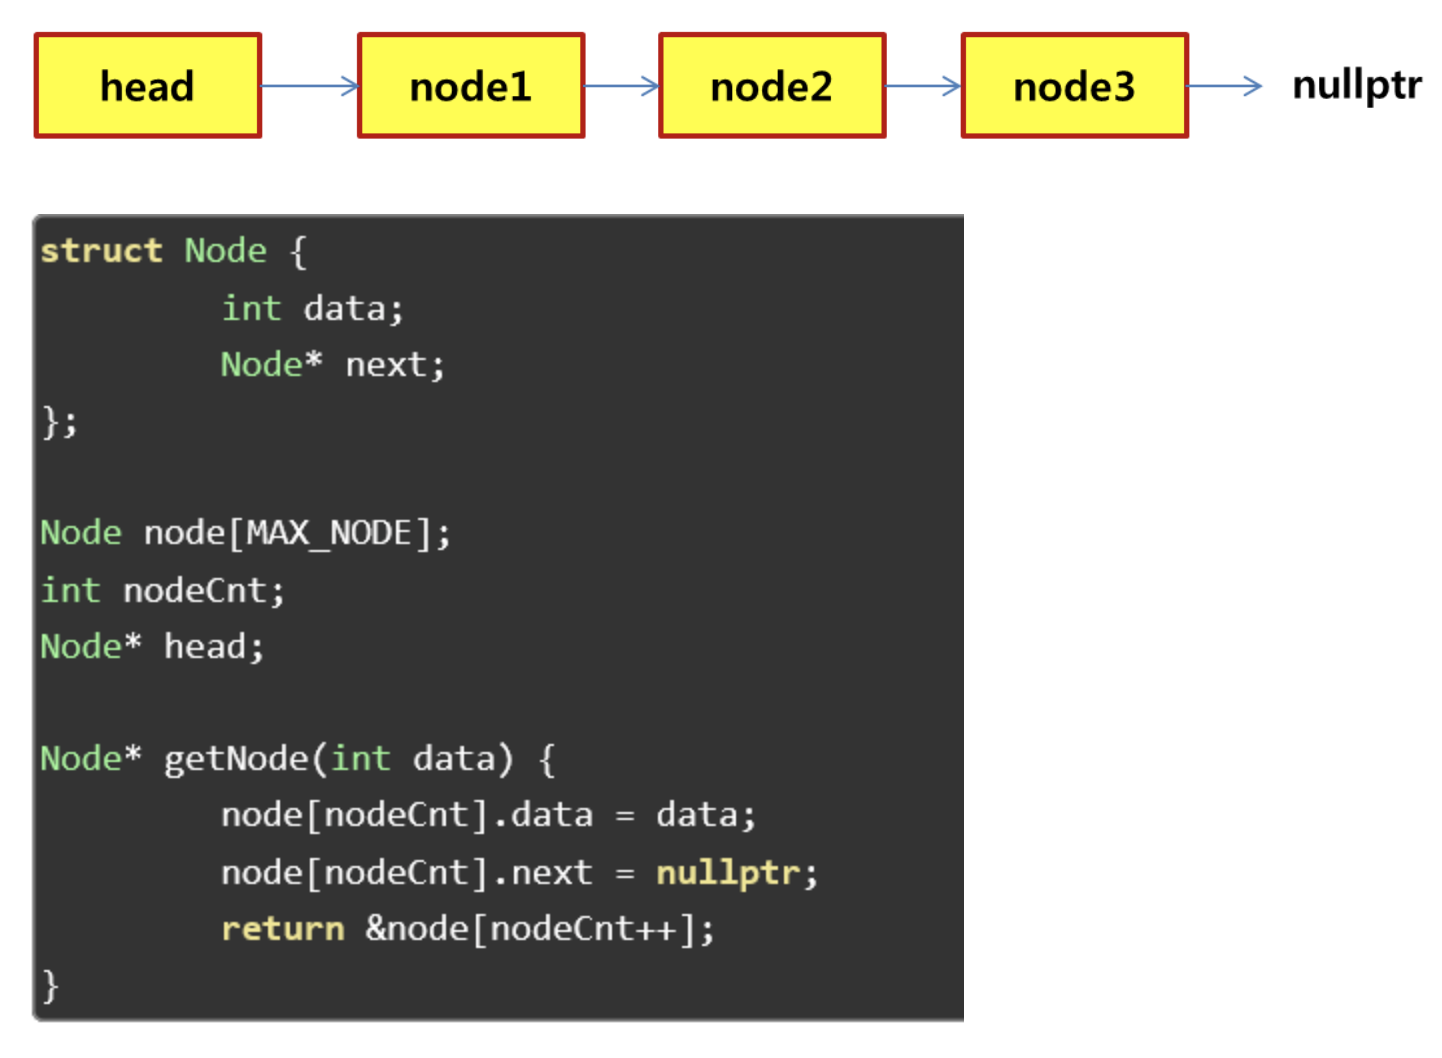 head node1 node2 node3 nullptr
struct Node {
int data;
Node* next;
};
Node node[MAX_NODE];
int nodeCnt;
Node* head;
Node* getNode(int data) {
node[nodeCnt].data = data;
node[nodeCnt].next = nullptr;
return &node[nodeCnt++];
}